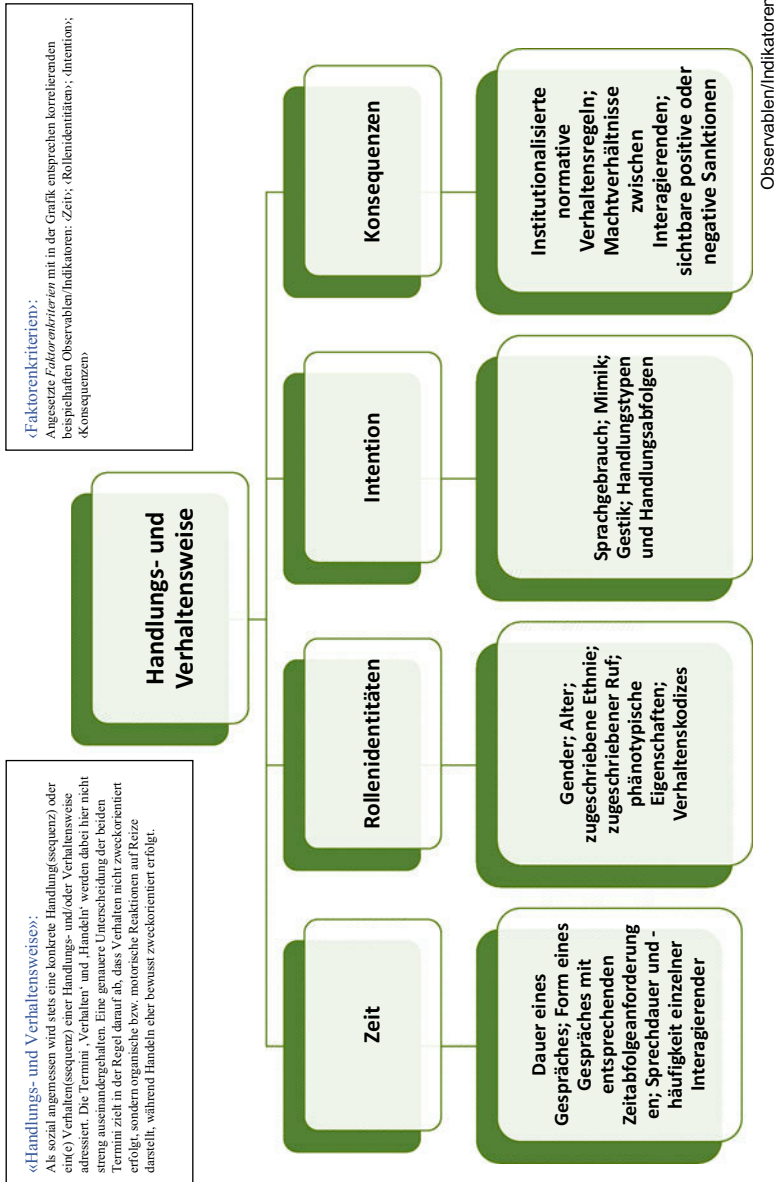 «Handlungs- und Verhaltensweise»:
Als sozial angemessen wird stets eine konkrete Handlung(ssequenz) oder
ein(e) Verhalten(ssequenz) einer Handlungs- und/oder Verhaltensweise
adressiert. Die Termini ‚Verhalten‘ und ‚Handeln‘ werden dabei hier nicht
streng auseinandergehalten. Eine genauere Unterscheidung der beiden
Termini zielt in der Regel darauf ab, dass Verhalten nicht zweckorientiert
erfolgt, sondern organische bzw. motorische Reaktionen auf Reize
darstellt, während Handeln eher bewusst zweckorientiert erfolgt.
‹Faktorenkriterien›:
Angesetzte Faktorenkriterien mit in der Grafik entsprechen korrelierenden
beispielhaften Observablen/Indikatoren: ‹Zeit›; ‹Rollenidentitäten›; ‹Intention›;
‹Konsequenzen›
Handlungs- und
Verhaltensweise
Zeit
Rollenidentitäten
Intention
Konsequenzen
Dauer eines
Gespräches; Form eines
Gespräches mit
entsprechenden
Zeitabfolgeanforderung
en; Sprechdauer und -
häufigkeit einzelner
Interagierender
Gender; Alter;
zugeschriebene Ethnie;
zugeschriebener Ruf;
phänotypische
Eigenschaften;
Verhaltenskodizes
Sprachgebrauch; Mimik;
Gestik; Handlungstypen
und Handlungsabfolgen
Institutionalisierte
normative
Verhaltensregeln;
Machtverhältnisse
zwischen
Interagierenden;
sichtbare positive oder
negative Sanktionen
Observablen/Indikatoren